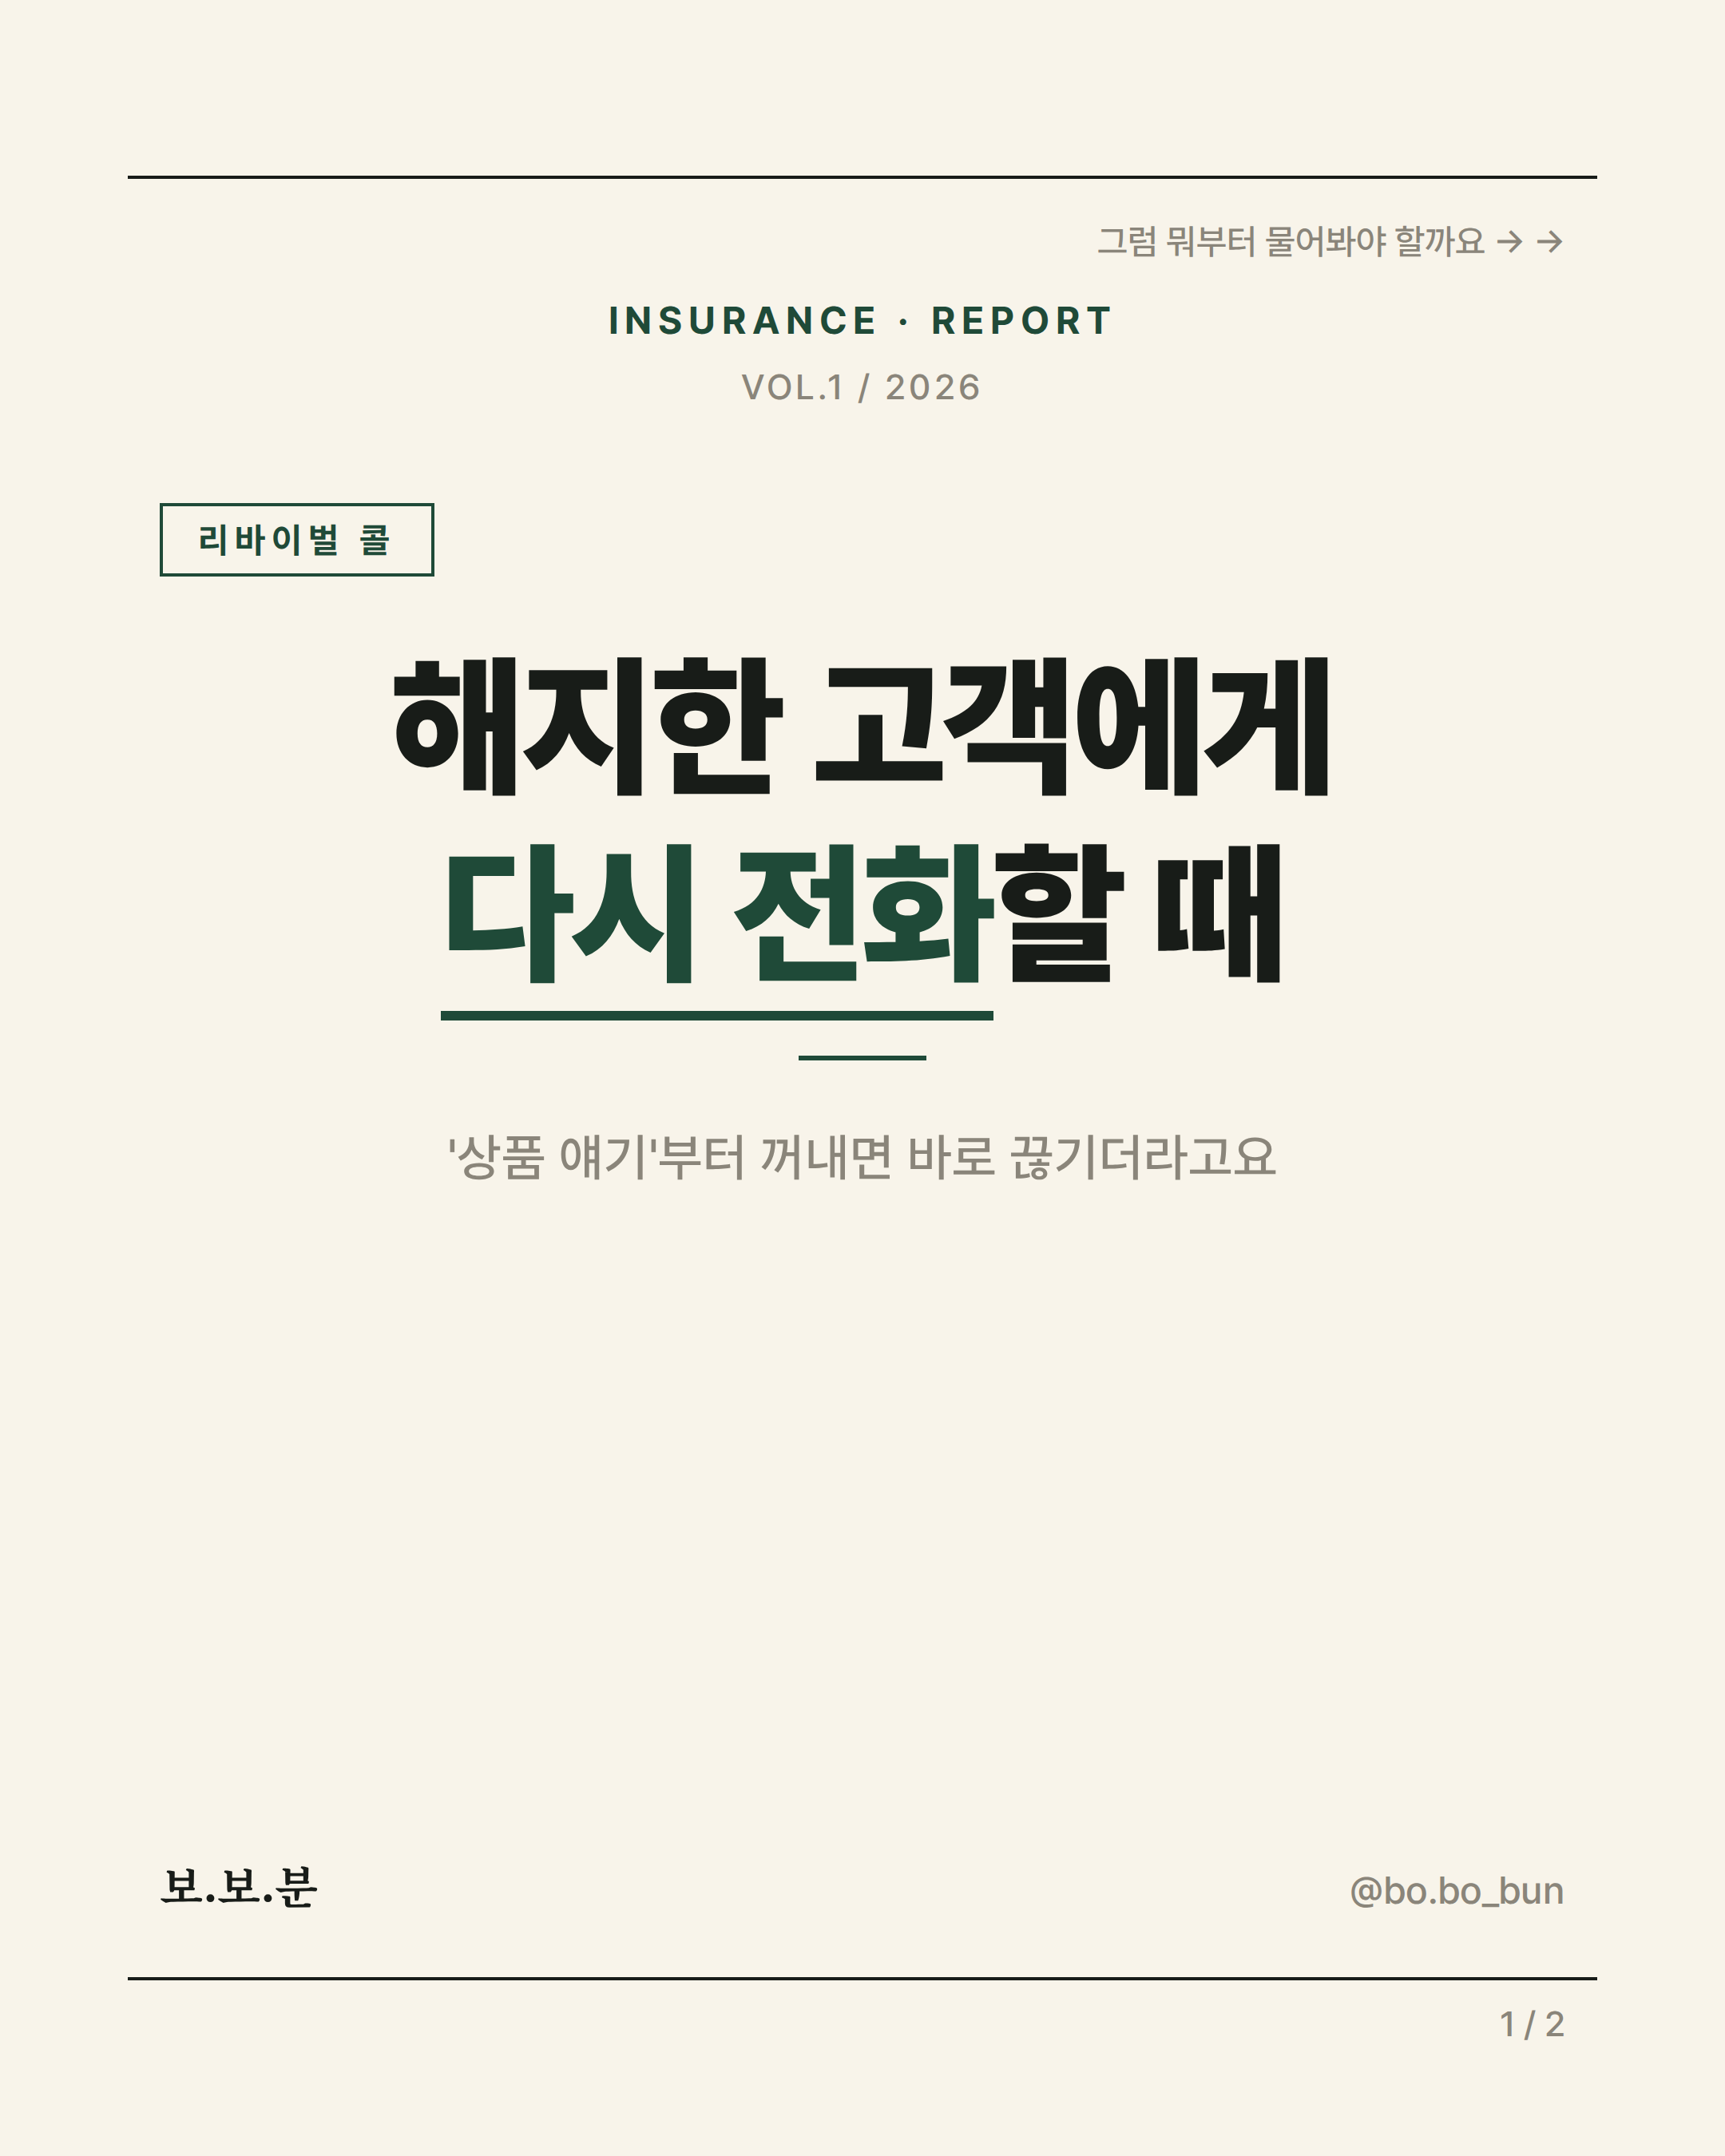 그럼 뭐부터 물어봐야 할까요 → →
INSURANCE · REPORT
VOL.1 / 2026
리바이벌 콜
해지한 고객에게
다시 전화할 때
'상품 얘기'부터 꺼내면 바로 끊기더라고요
보.보.분
@bo.bo_bun
1 / 2